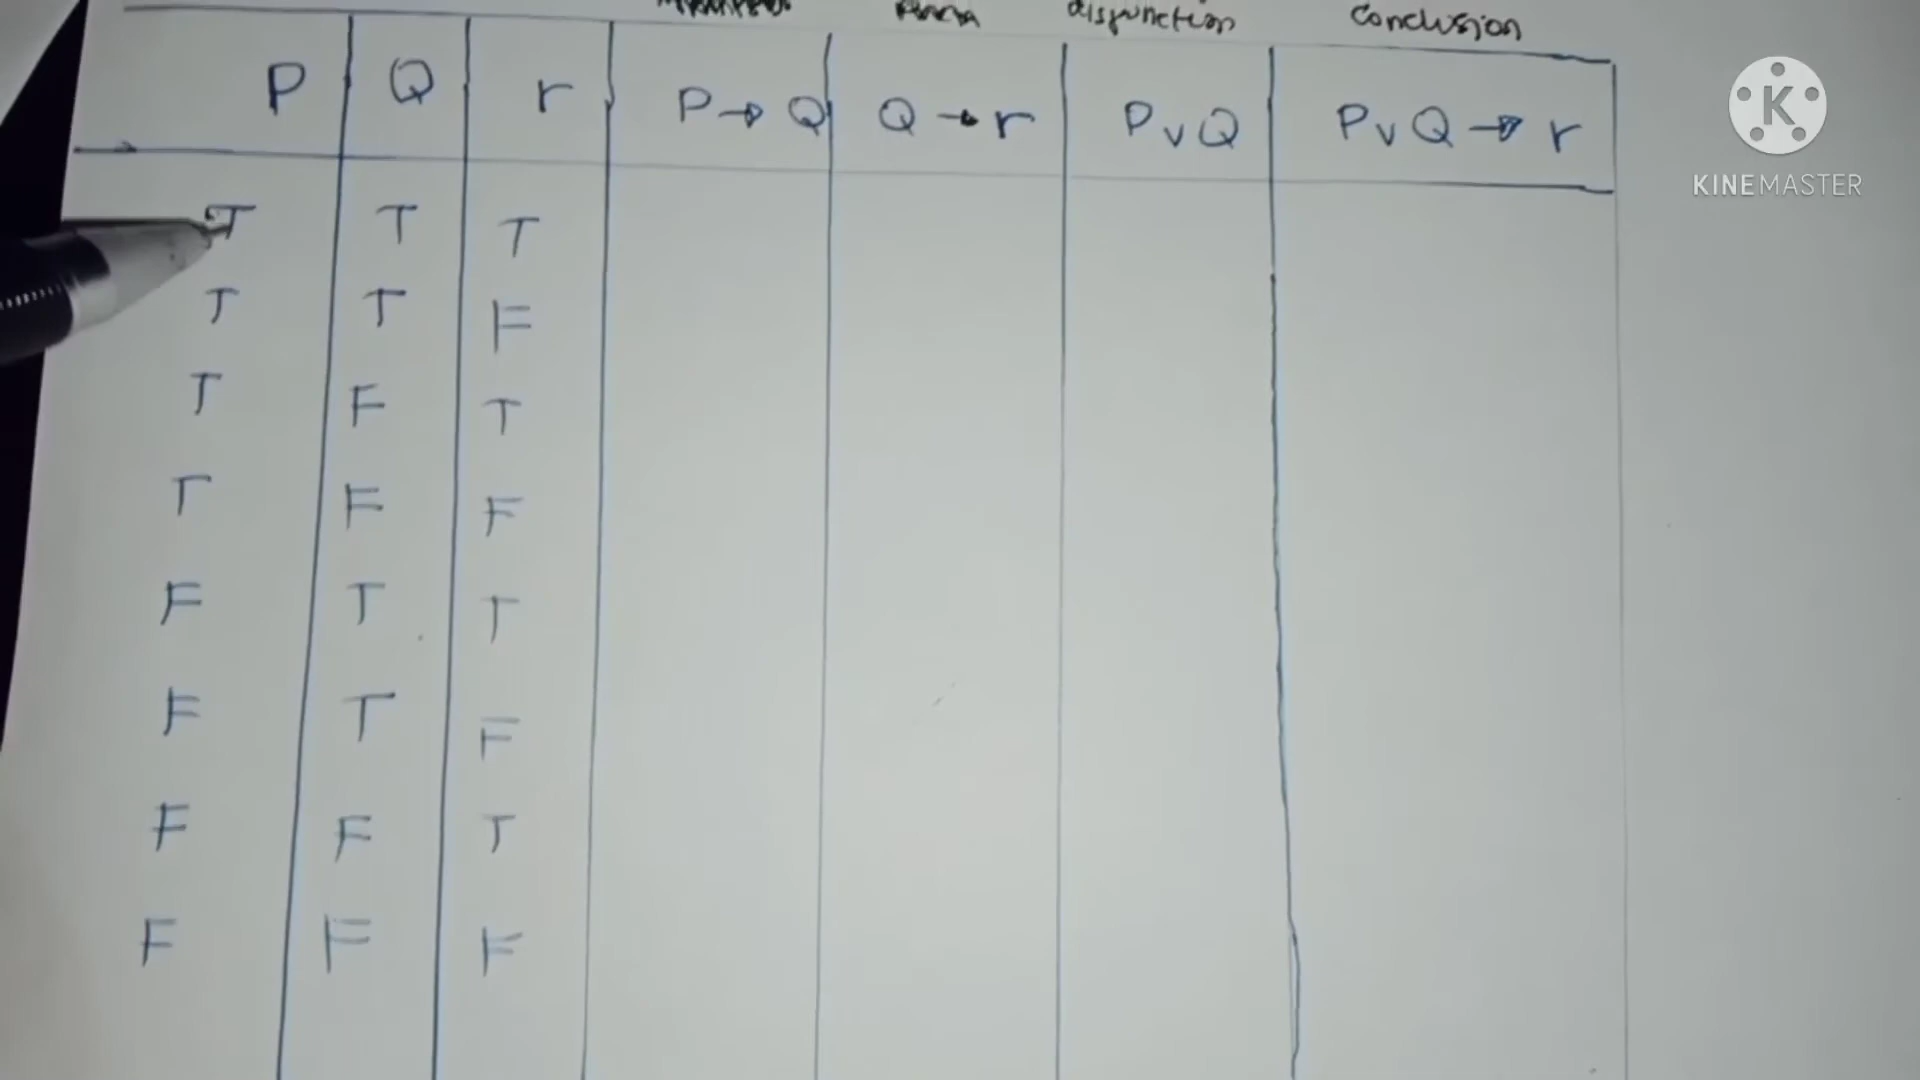 disjunction Conclusion
P Q r P → Q Q → r P ∨ Q P ∨ Q → r
T T T
T T F
T F T
T F F
F T T
F T F
F F T
F F F
K
KINEMASTER